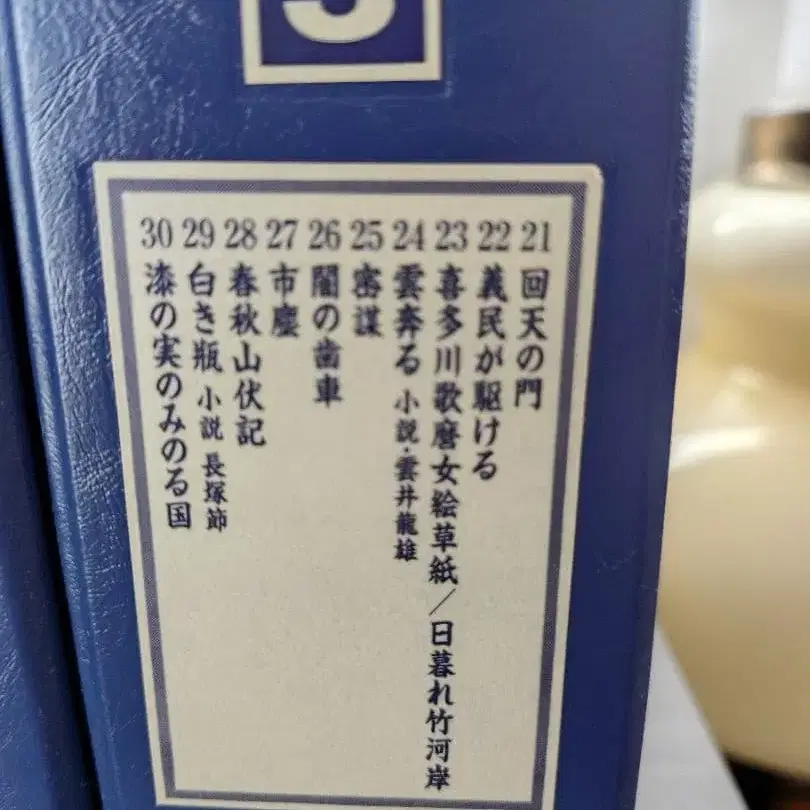 21 回天の門
22 義民が駆ける
23 喜多川歌麿女絵草紙／日暮れ竹河岸
24 雲奔る 小説・雲井龍雄
25 密謀
26 闇の歯車
27 市塵
28 春秋山伏記
29 白き瓶 小説 長塚節
30 漆の実のみのる国